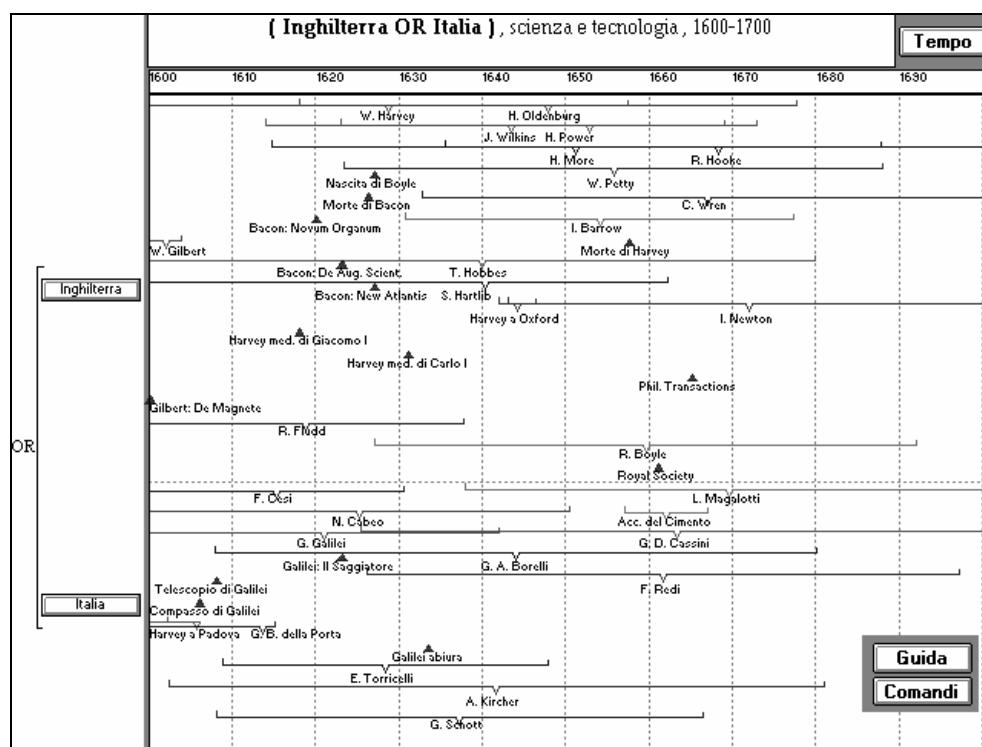 ( Inghilterra OR Italia ) , scienza e tecnologia , 1600-1700
Tempo
1600 1610 1620 1630 1640 1650 1660 1670 1680 1630
W. Harvey H. Oldenburg
J. Wilkins H. Power
H. More R. Hooke
W. Petty
Nascita di Boyle
Morte di Bacon C. Wren
Bacon: Novum Organum I. Barrow
W. Gilbert Morte di Harvey
Bacon: De Aug. Scient. T. Hobbes
Inghilterra
Bacon: New Atlantis S. Hartlib
Harvey a Oxford I. Newton
Harvey med. di Giacomo I
Harvey med. di Carlo I
Phil. Transactions
Gilbert: De Magnete
R. Fludd
OR
R. Boyle
Royal Society
F. Cesi L. Magalotti
N. Cabeo Acc. del Cimento
G. Galilei G. D. Cassini
Galilei: Il Saggiatore G. A. Borelli
Telescopio di Galilei F. Redi
Italia
Compasso di Galilei
Harvey a Padova G. B. della Porta
Galilei abiura
Guida
E. Torricelli
Comandi
A. Kircher
G. Schott